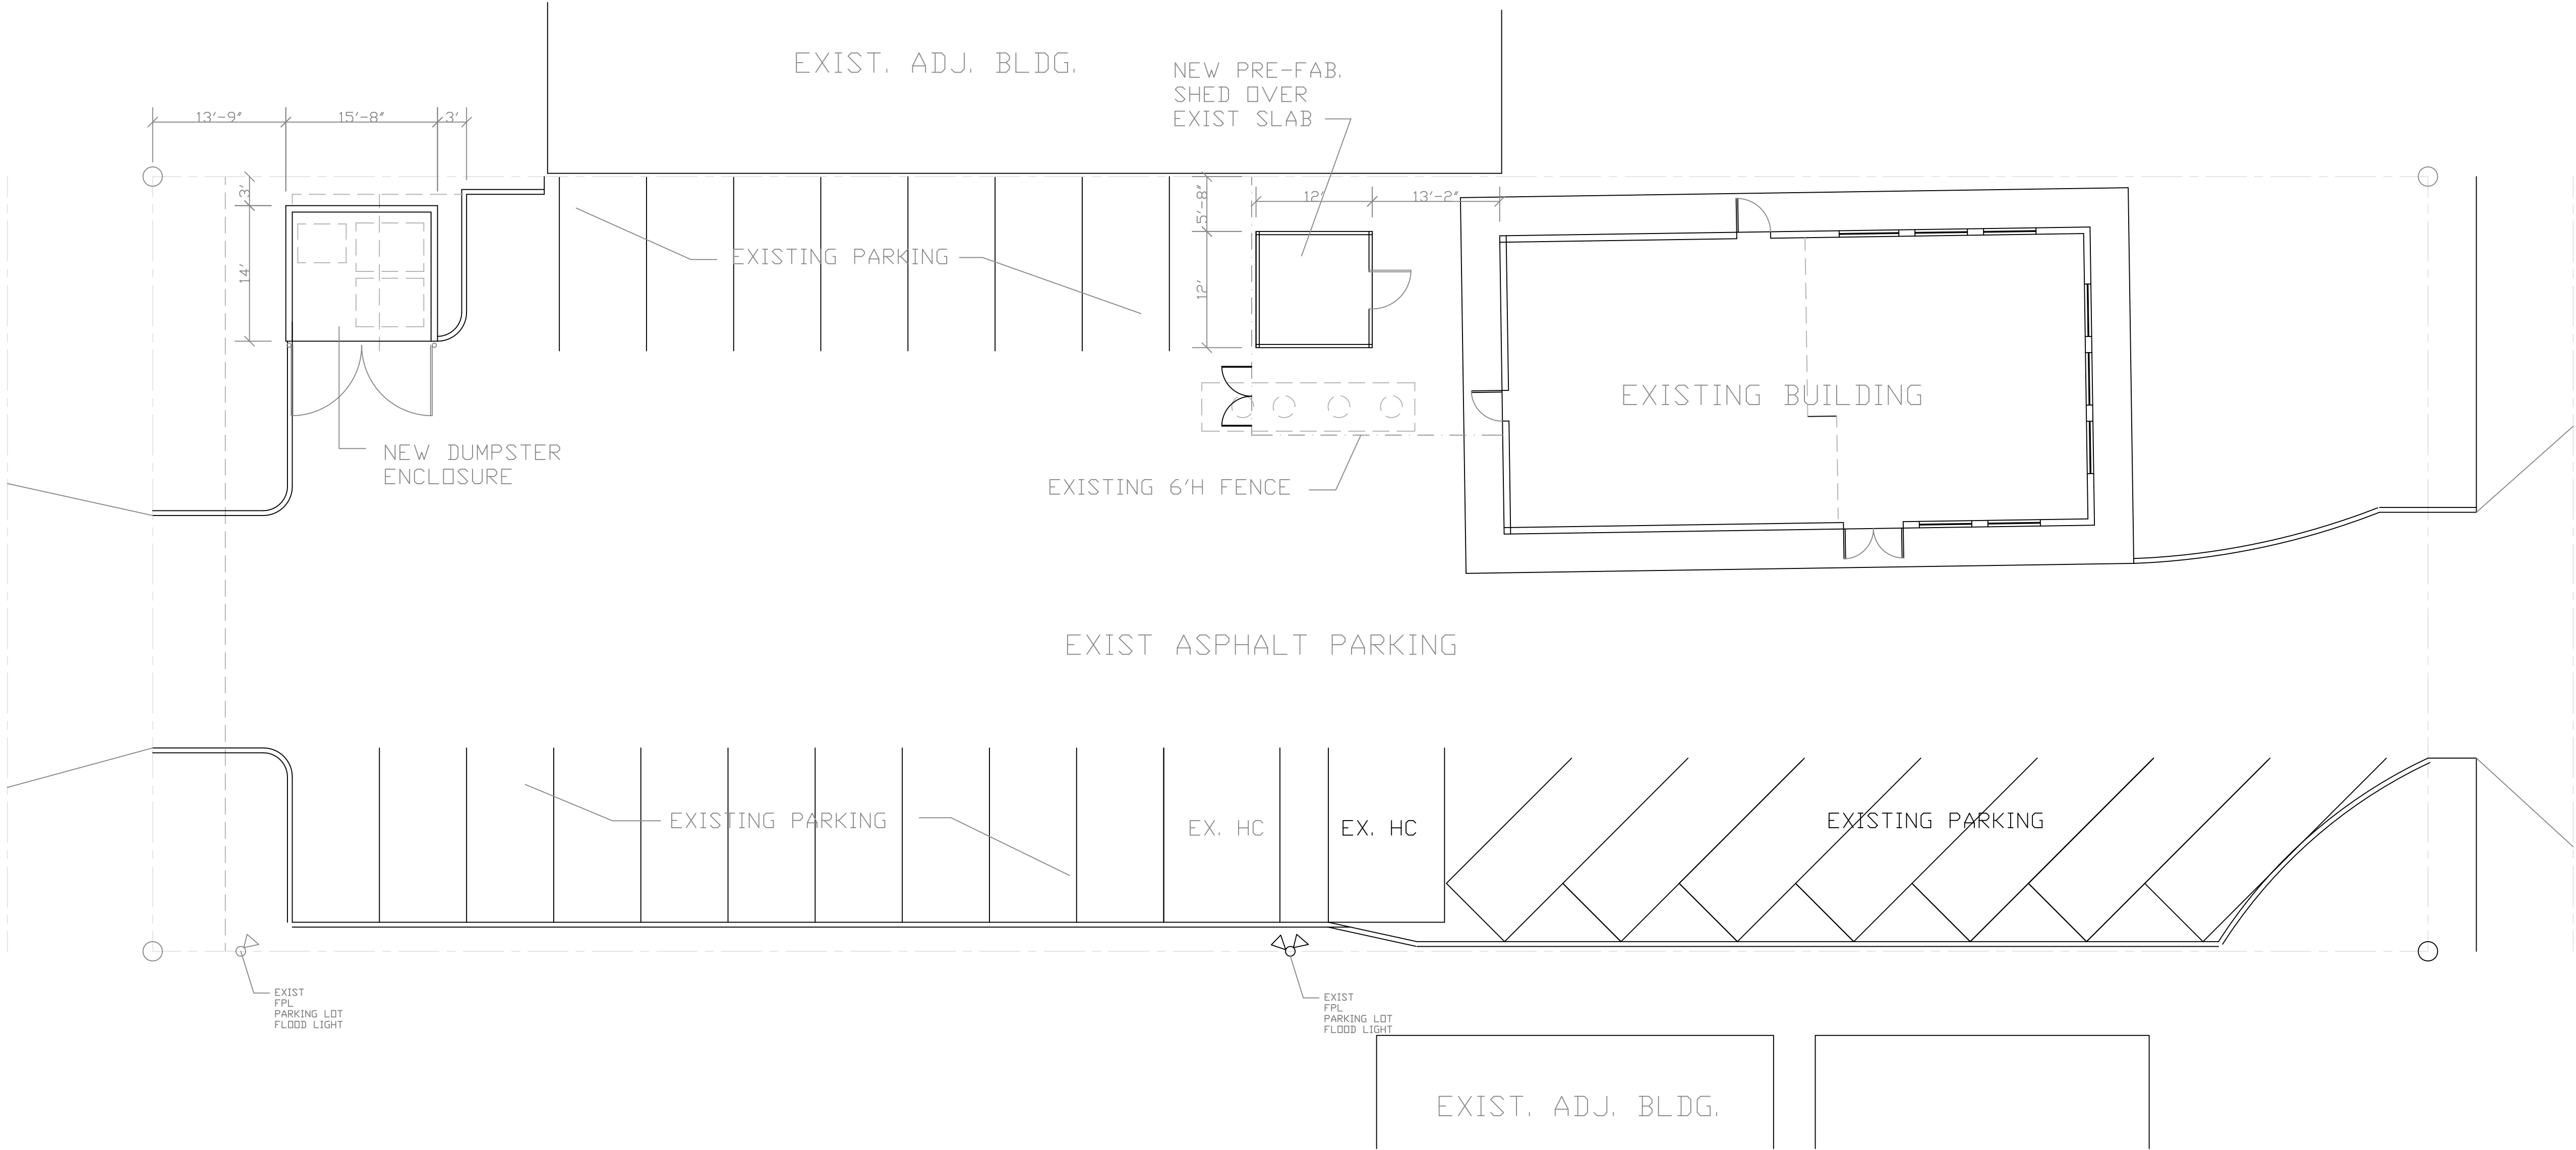 EXIST. ADJ. BLDG.
NEW PRE-FAB.
SHED OVER
EXIST SLAB
13'-9"
15'-8"
3'
3'
14'
5'-8"
12'
12'
13'-2"
EXISTING PARKING
EXISTING BUILDING
NEW DUMPSTER
ENCLOSURE
EXISTING 6'H FENCE
EXIST ASPHALT PARKING
EXISTING PARKING
EX. HC
EX. HC
EXISTING PARKING
EXIST
FPL
PARKING LOT
FLOOD LIGHT
EXIST
FPL
PARKING LOT
FLOOD LIGHT
EXIST. ADJ. BLDG.